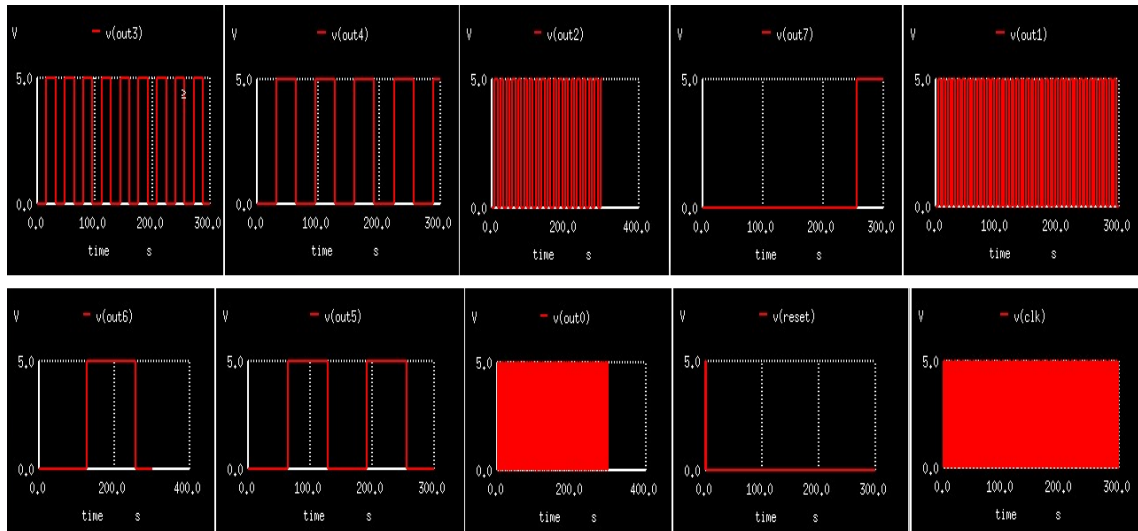 V v(out3)
5.0
0.0
0.0 100.0 200.0 300.0
time s
V v(out4)
5.0
0.0
0.0 100.0 200.0 300.0
time s
V v(out2)
5.0
0.0
0.0 200.0 400.0
time s
V v(out7)
5.0
0.0
0.0 100.0 200.0 300.0
time s
V v(out1)
5.0
0.0
0.0 100.0 200.0 300.0
time s
V v(out6)
5.0
0.0
0.0 200.0 400.0
time s
V v(out5)
5.0
0.0
0.0 100.0 200.0 300.0
time s
V v(out0)
5.0
0.0
0.0 200.0 400.0
time s
V v(reset)
5.0
0.0
0.0 100.0 200.0 300.0
time s
V v(clk)
5.0
0.0
0.0 100.0 200.0 300.0
time s